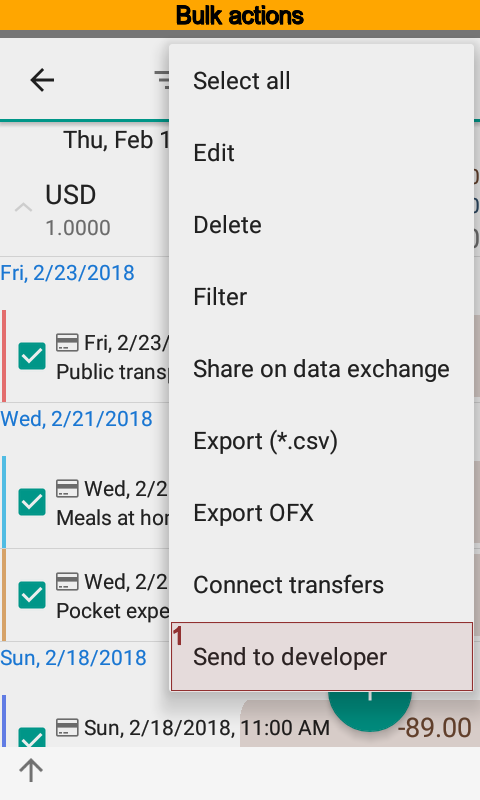 Bulk actions
Select all
Thu, Feb 1
Edit
USD
1.0000
Delete
Fri, 2/23/2018
Filter
Fri, 2/23/
Public transp
Share on data exchange
Wed, 2/21/2018
Export (*.csv)
Wed, 2/2
Meals at hom
Export OFX
Wed, 2/2
Pocket expe
Connect transfers
1
Send to developer
Sun, 2/18/2018
Sun, 2/18/2018, 11:00 AM
-89.00